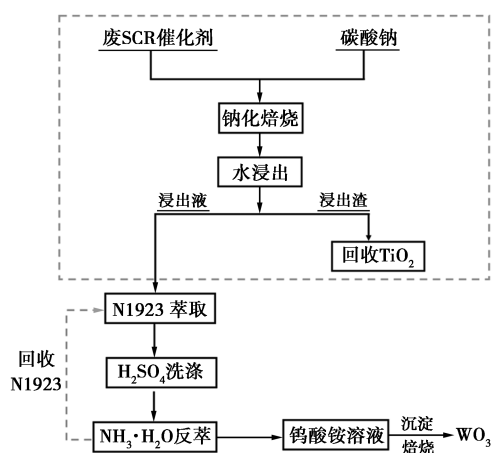 废SCR催化剂
碳酸钠
钠化焙烧
水浸出
浸出液
浸出渣
回收TiO₂
N1923 萃取
回收
N1923
H₂SO₄洗涤
NH₃·H₂O反萃
钨酸铵溶液
沉淀
焙烧
WO₃